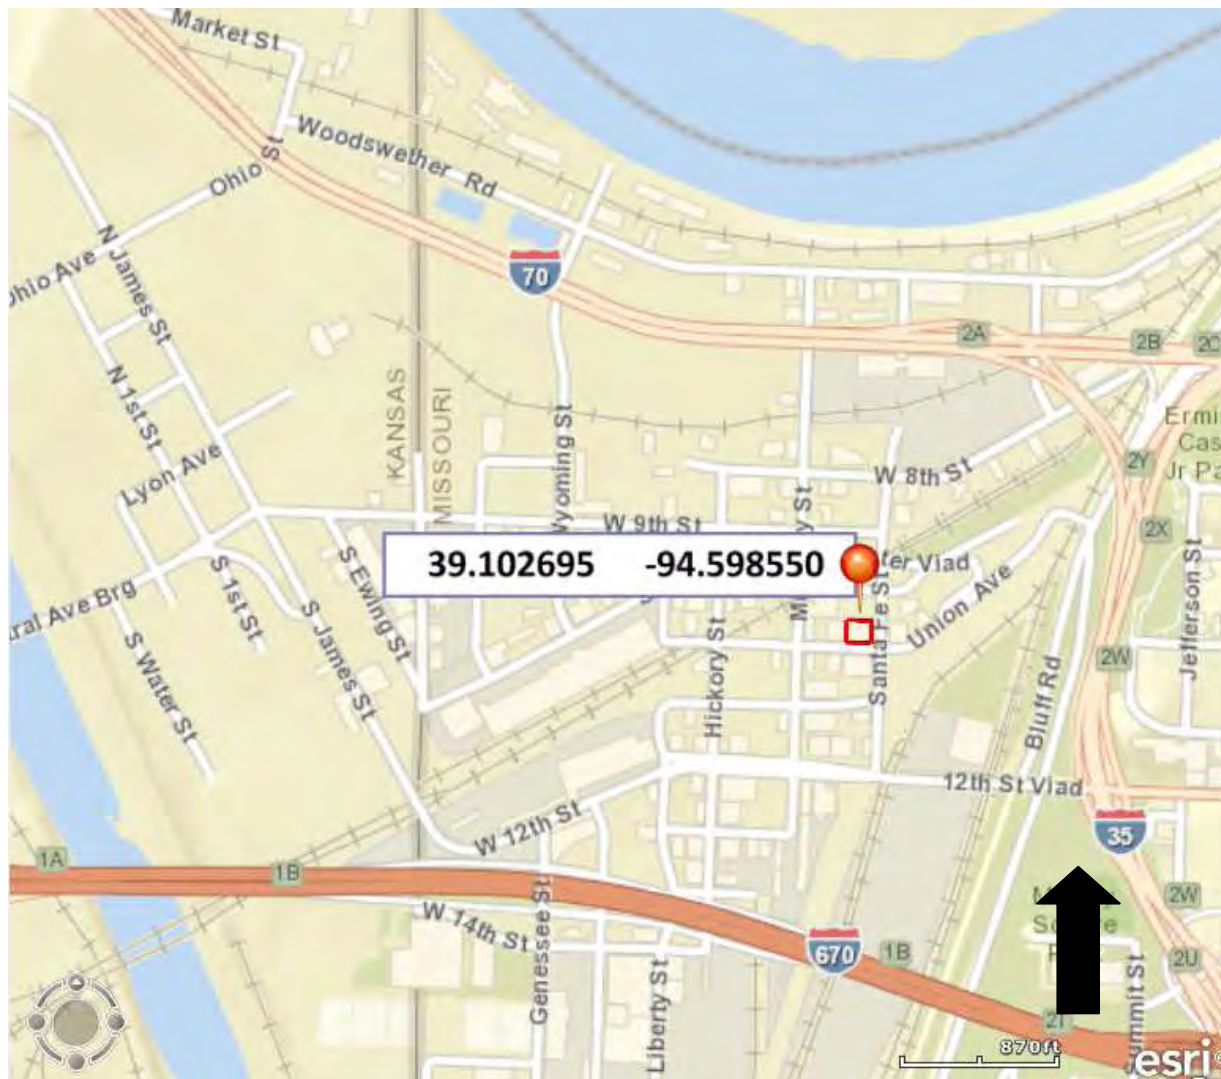 Market St
Woodswether Rd
Ohio St
N James St
Ohio Ave
70
2A
2B
N 1st St
KANSAS
MISSOURI
Wyoming St
Lyon Ave
2Y
W 8th St
Jr
W 9th St
2X
39.102695 -94.598550
Viad
S Ewing St
S 1st St
Union Ave
Jefferson St
Ave Brg
S James St
S Water St
Hickory St
Santa Fe St
2W
Bluff Rd
12th St Viad
W 12th St
35
1A
1B
2W
W 14th St
Genessee St
670
1B
2U
Liberty St
Summit St
870ft
esri